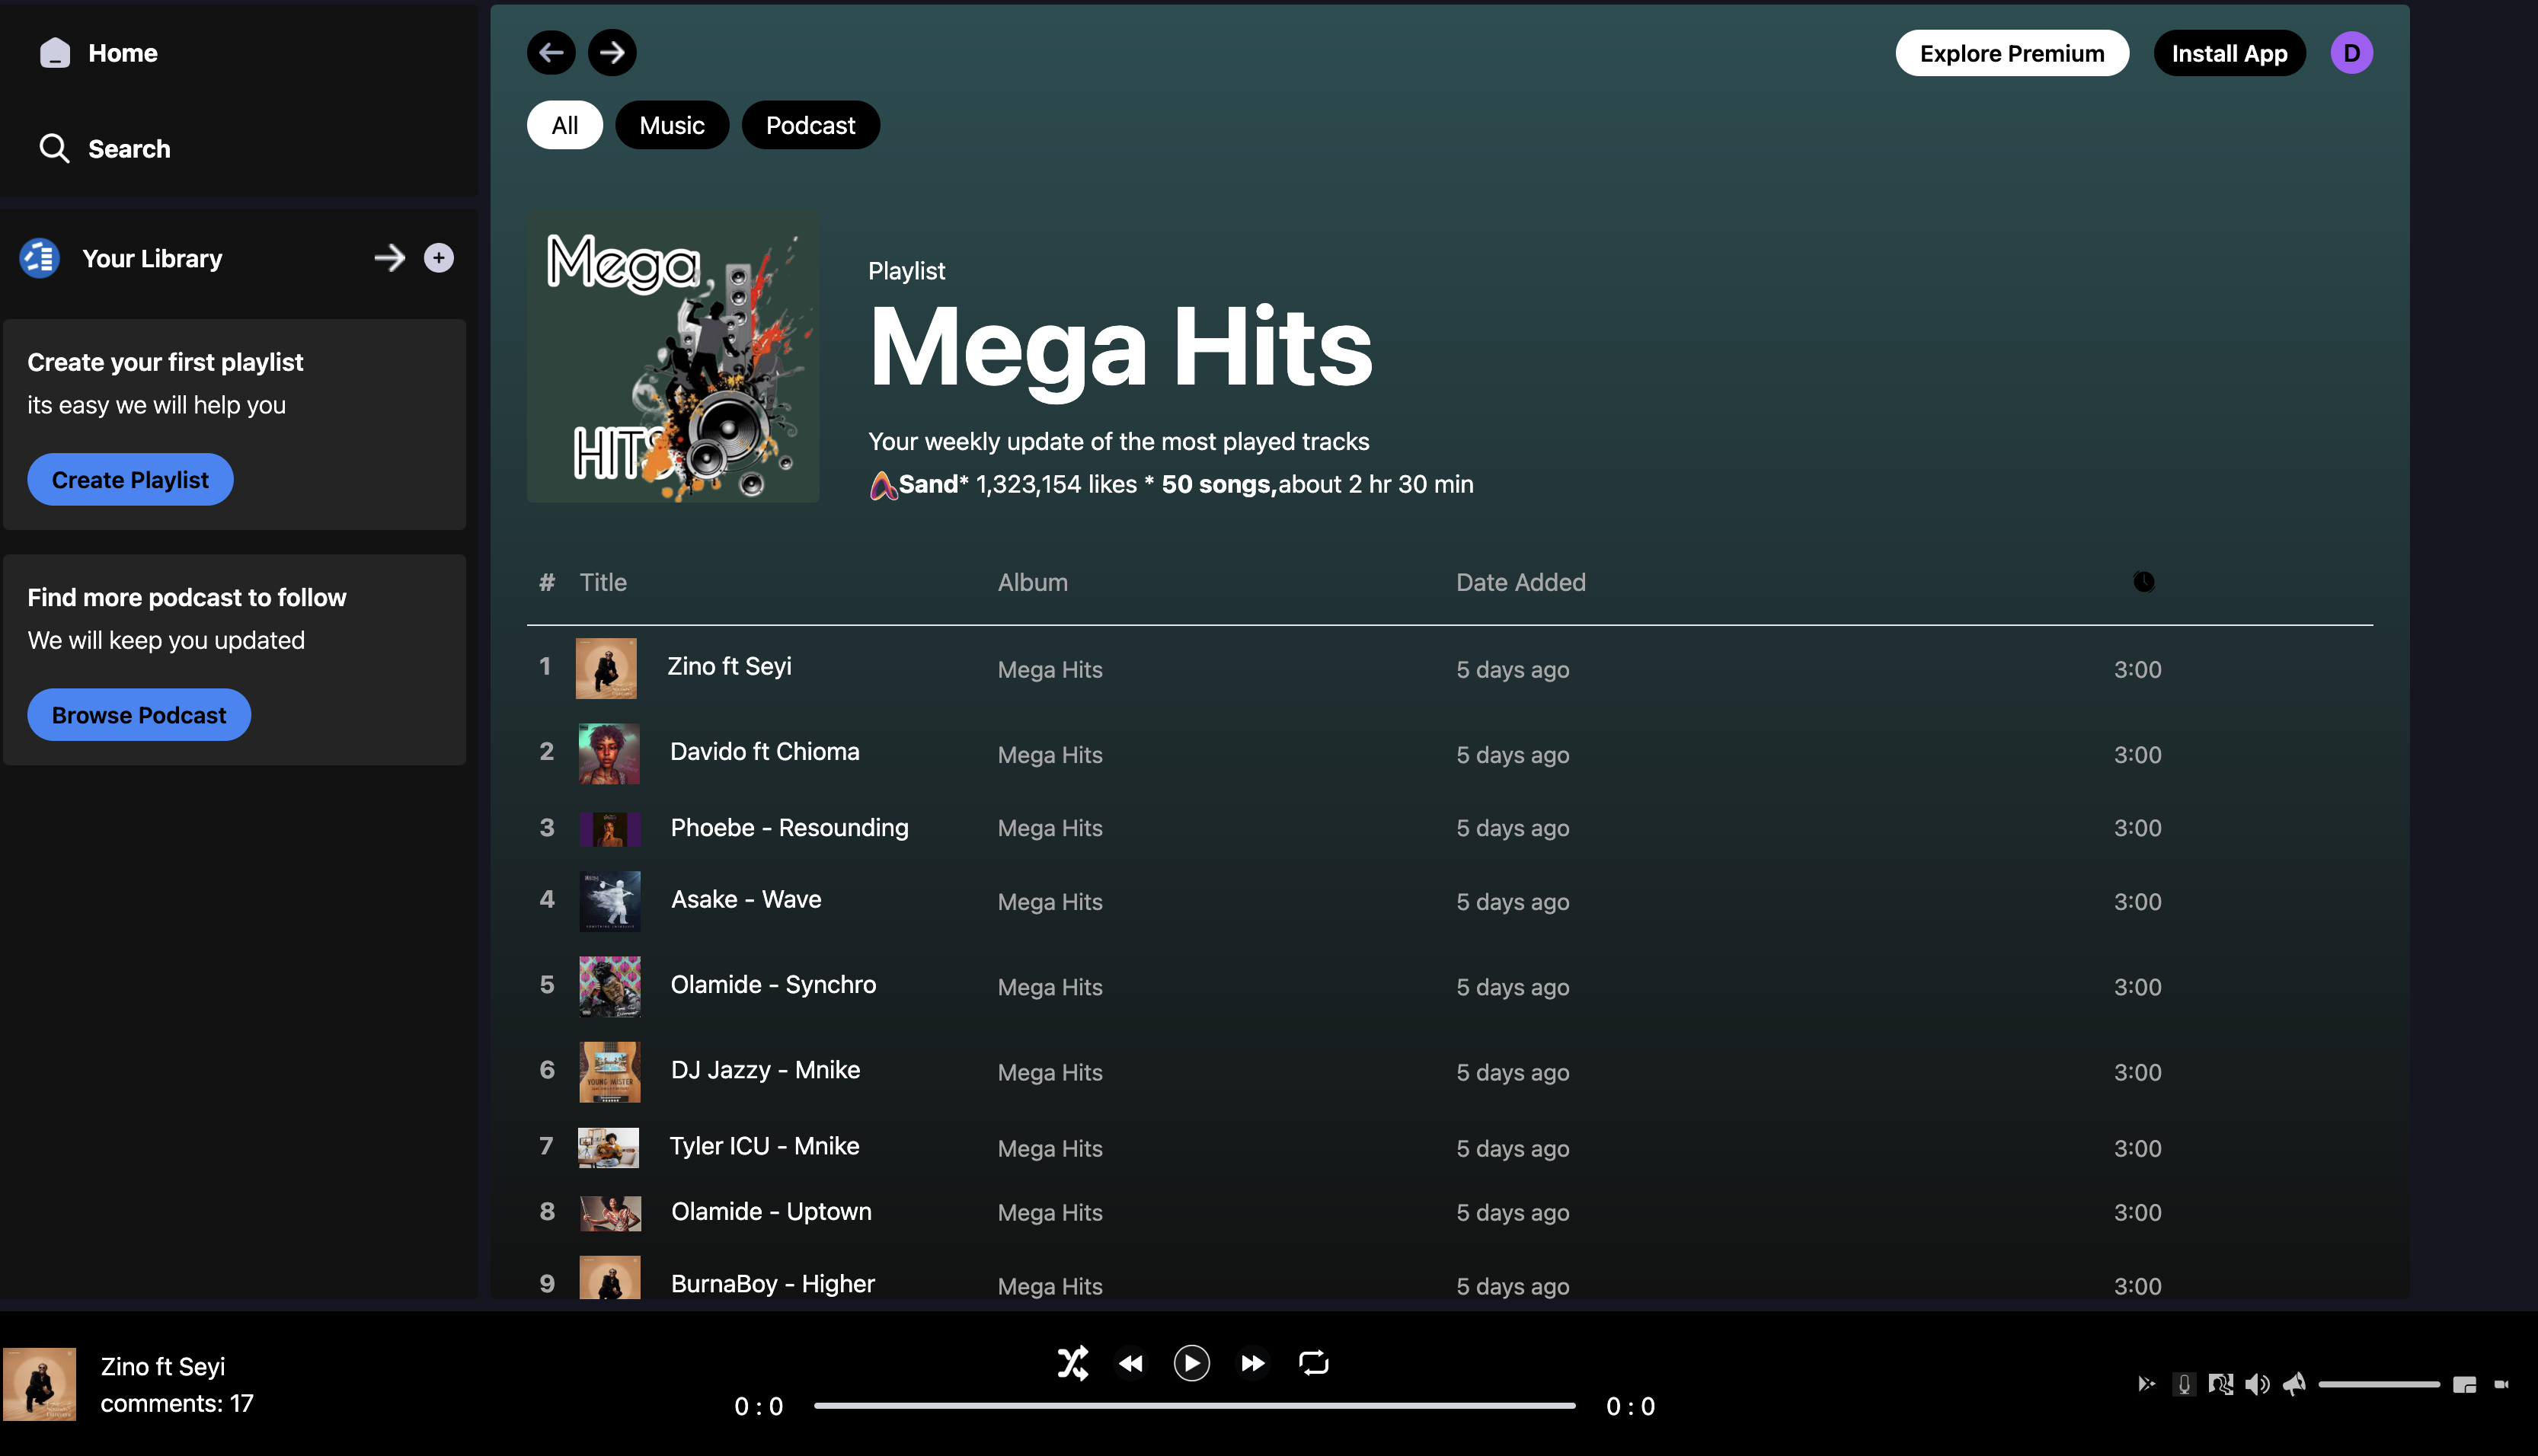 Home
Search
Your Library
Create your first playlist
its easy we will help you
Create Playlist
Find more podcast to follow
We will keep you updated
Browse Podcast
Explore Premium
Install App
D
All
Music
Podcast
Mega
HITS
Playlist
Mega Hits
Your weekly update of the most played tracks
Sand* 1,323,154 likes * 50 songs,about 2 hr 30 min
# Title Album Date Added
1 Zino ft Seyi Mega Hits 5 days ago 3:00
2 Davido ft Chioma Mega Hits 5 days ago 3:00
3 Phoebe - Resounding Mega Hits 5 days ago 3:00
4 Asake - Wave Mega Hits 5 days ago 3:00
5 Olamide - Synchro Mega Hits 5 days ago 3:00
YOUNG MISTER
6 DJ Jazzy - Mnike Mega Hits 5 days ago 3:00
7 Tyler ICU - Mnike Mega Hits 5 days ago 3:00
8 Olamide - Uptown Mega Hits 5 days ago 3:00
9 BurnaBoy - Higher Mega Hits 5 days ago 3:00
Zino ft Seyi
comments: 17
0 : 0
0 : 0